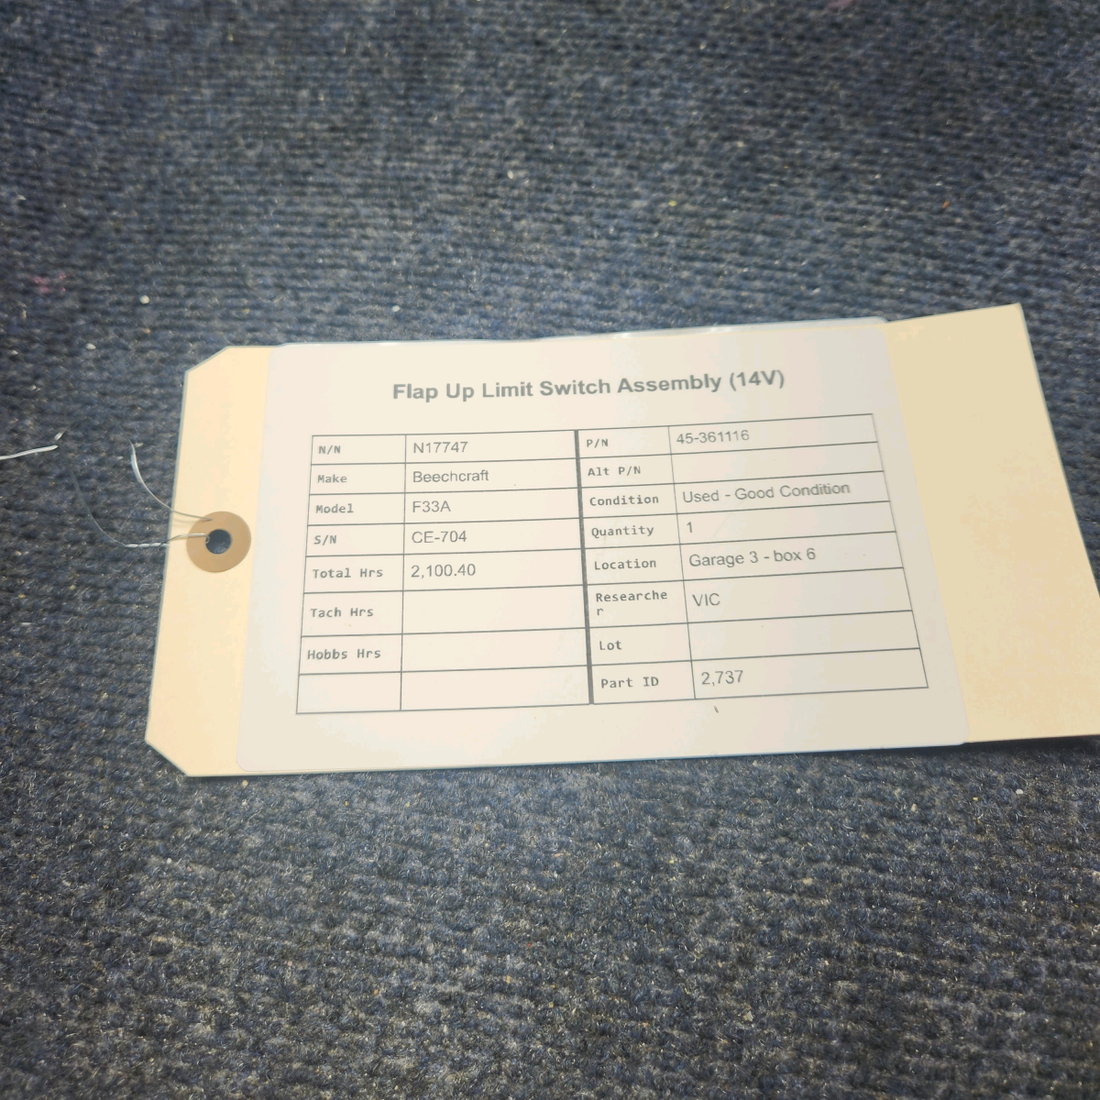 Flap Up Limit Switch Assembly (14V)
N/N N17747 P/N 45-361116
Make Beechcraft Alt P/N
Model F33A Condition Used - Good Condition
S/N CE-704 Quantity 1
Total Hrs 2,100.40 Location Garage 3 - box 6
Tach Hrs Researche
r VIC
Hobbs Hrs Lot
Part ID 2,737